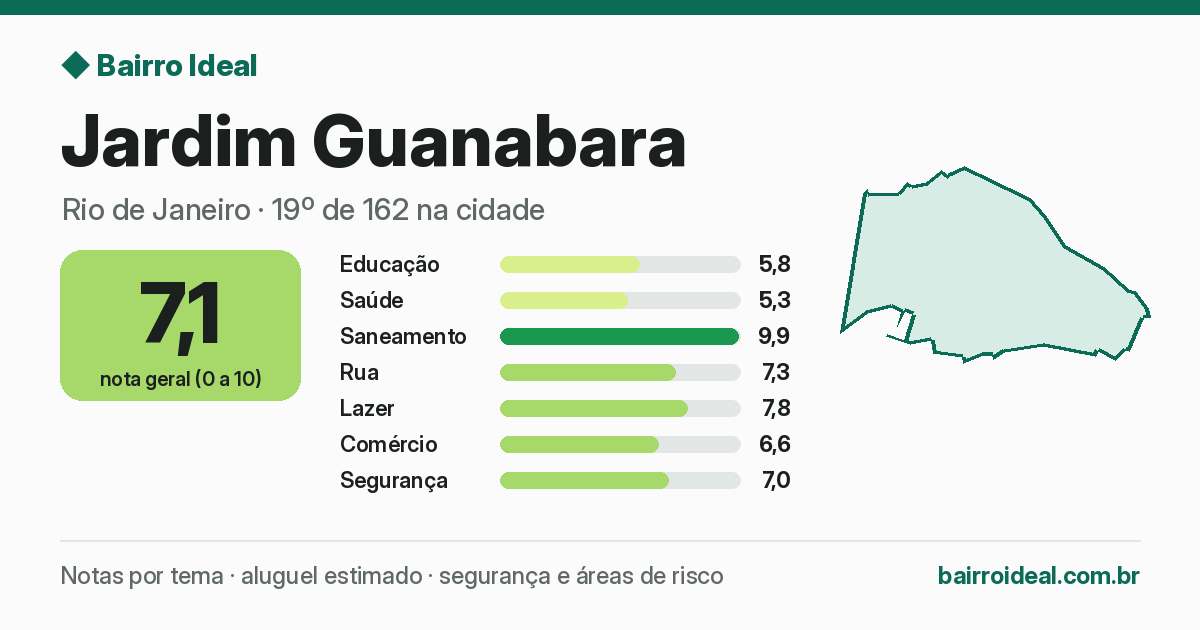 Bairro Ideal
Jardim Guanabara
Rio de Janeiro · 19º de 162 na cidade
7,1
nota geral (0 a 10)
Educação 5,8
Saúde 5,3
Saneamento 9,9
Rua 7,3
Lazer 7,8
Comércio 6,6
Segurança 7,0
Notas por tema · aluguel estimado · segurança e áreas de risco
bairroideal.com.br